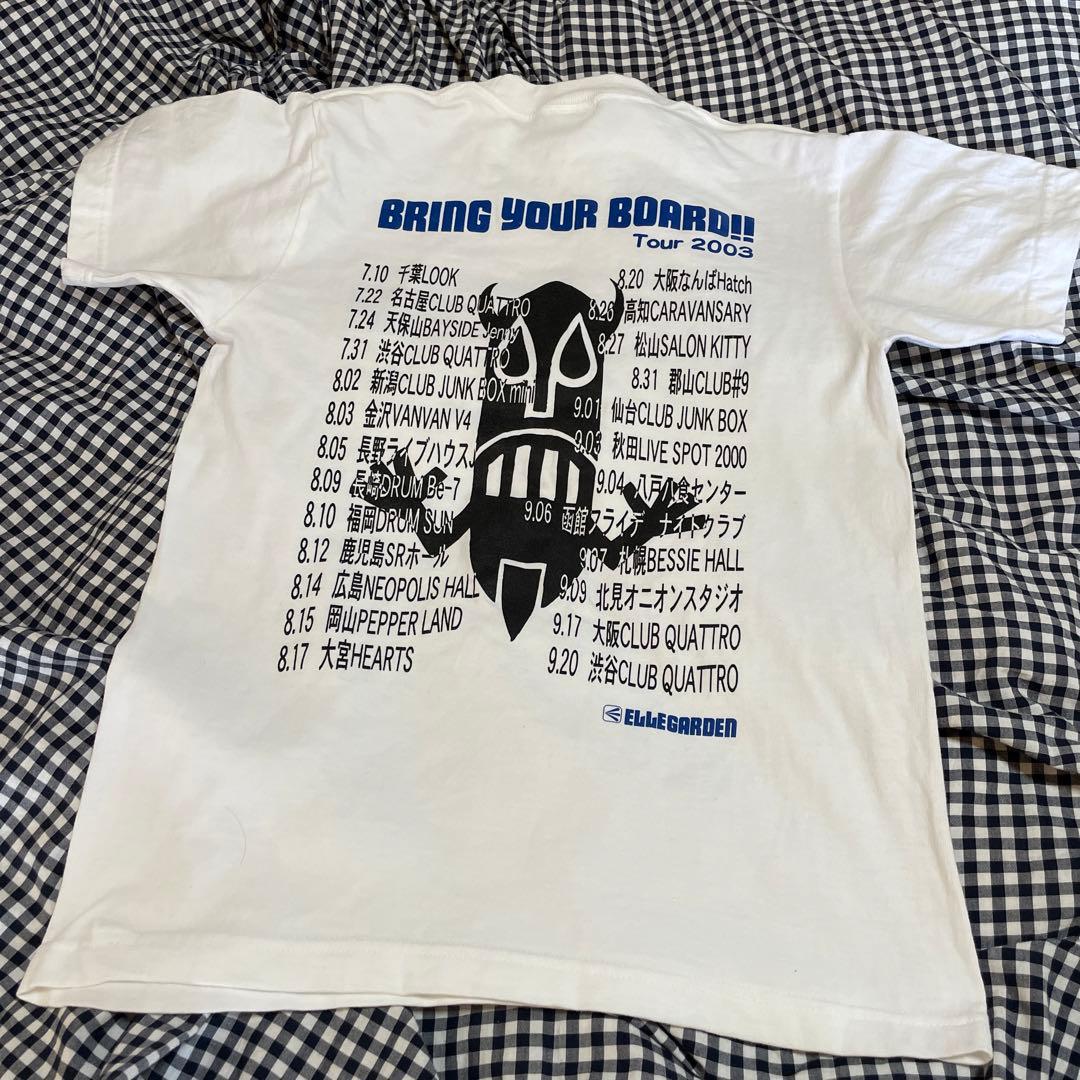 BRING YOUR BOARD!!
Tour 2003
7.10 千葉LOOK
7.22 名古屋CLUB QUATTRO
7.24 天保山BAYSIDE Jenny
7.31 渋谷CLUB QUATTRO
8.02 新潟CLUB JUNK BOX mini
8.03 金沢VANVAN V4
8.05 長野ライブハウスJ
8.09 長崎DRUM Be-7
8.10 福岡DRUM SUN
8.12 鹿児島SRホール
8.14 広島NEOPOLIS HALL
8.15 岡山PEPPER LAND
8.17 大宮HEARTS
8.20 大阪なんばHatch
8.26 高知CARAVANSARY
8.27 松山SALON KITTY
8.31 郡山CLUB#9
9.01 仙台CLUB JUNK BOX
9.03 秋田LIVE SPOT 2000
9.04 八戸八食センター
9.06 函館フライデーナイトクラブ
9.07 札幌BESSIE HALL
9.09 北見オニオンスタジオ
9.17 大阪CLUB QUATTRO
9.20 渋谷CLUB QUATTRO
ELLEGARDEN